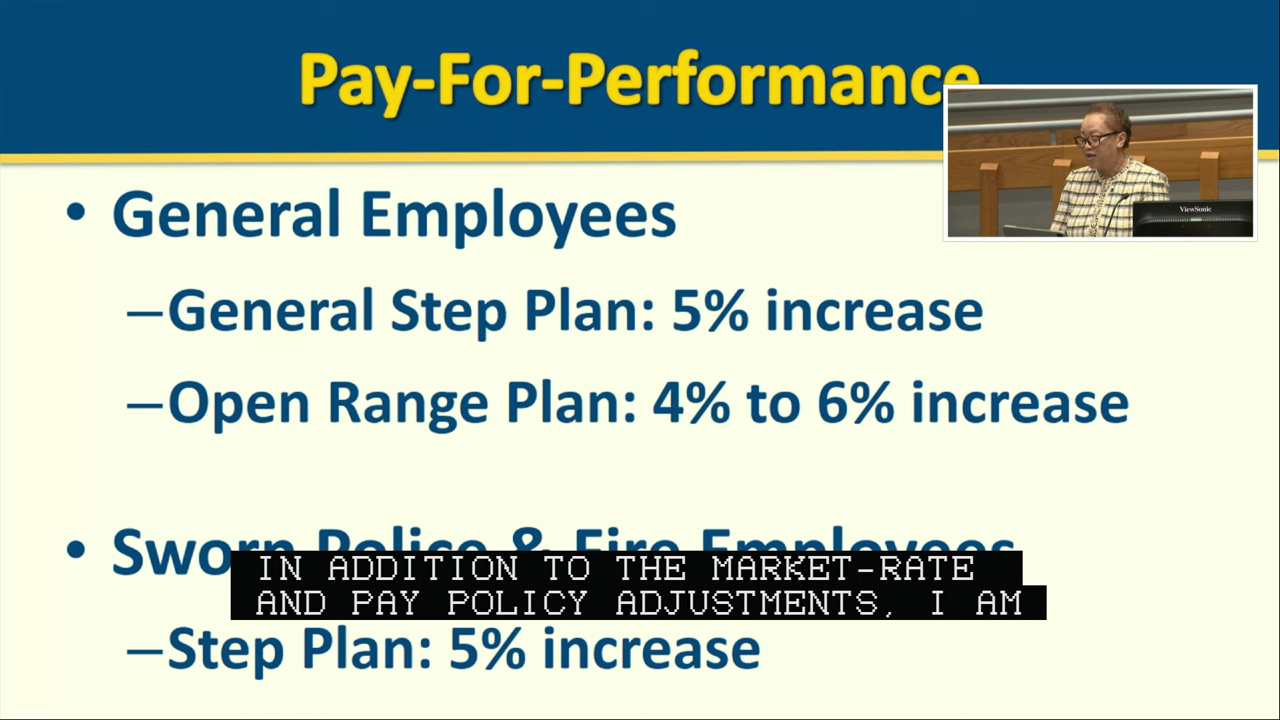 Pay-For-Performance
ViewSonic
• General Employees
–General Step Plan: 5% increase
–Open Range Plan: 4% to 6% increase
• Sworn Police & Fire Employees
IN ADDITION TO THE MARKET-RATE
AND PAY POLICY ADJUSTMENTS, I AM
–Step Plan: 5% increase